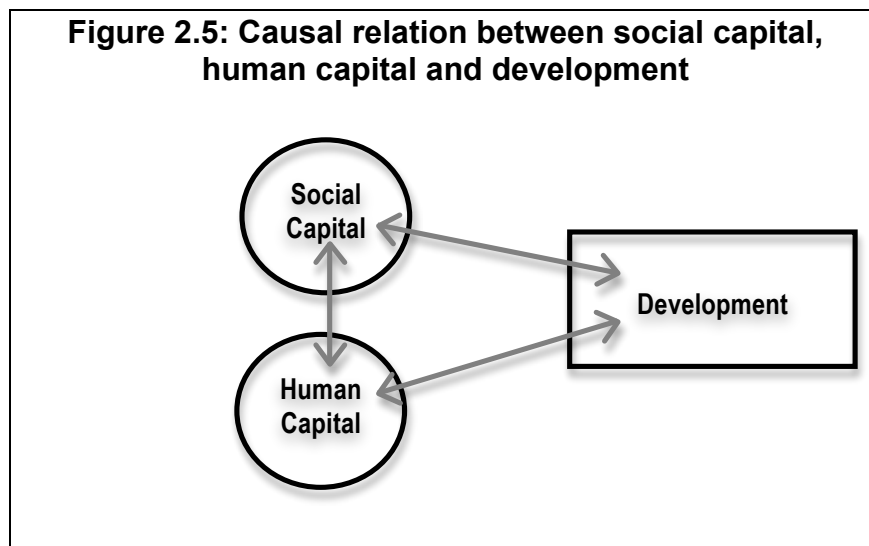 Figure 2.5: Causal relation between social capital,
human capital and development
Social
Capital
Development
Human
Capital